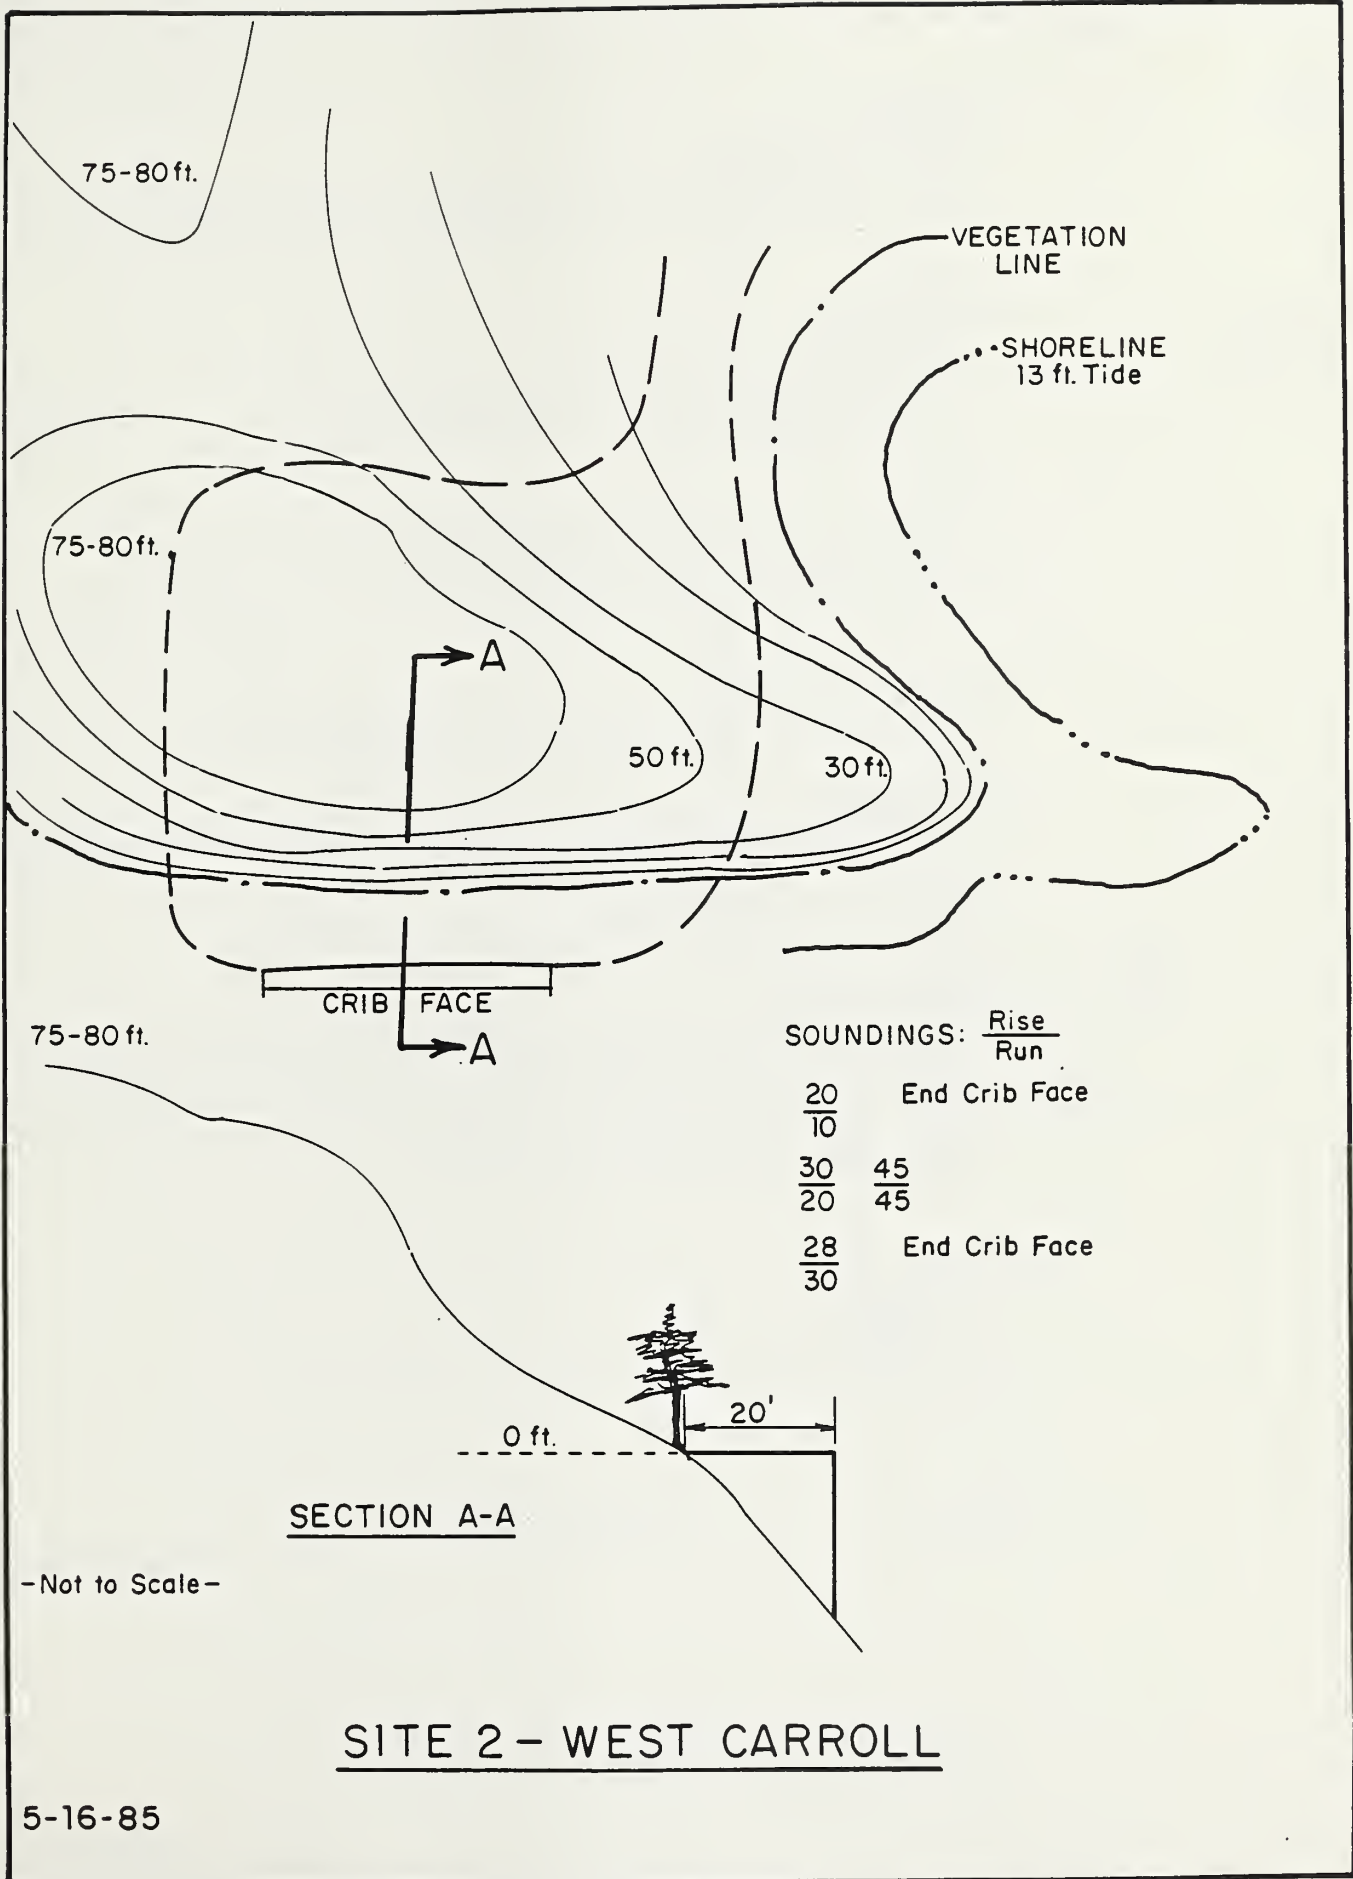 75-80 ft.
VEGETATION
LINE
SHORELINE
13 ft. Tide
75-80 ft.
A
50 ft.
30 ft.
CRIB FACE
A
75-80 ft.
SOUNDINGS: Rise
Run
20
10
End Crib Face
30 45
20 45
28
30
End Crib Face
20'
0 ft.
SECTION A-A
-Not to Scale-
SITE 2 - WEST CARROLL
5-16-85